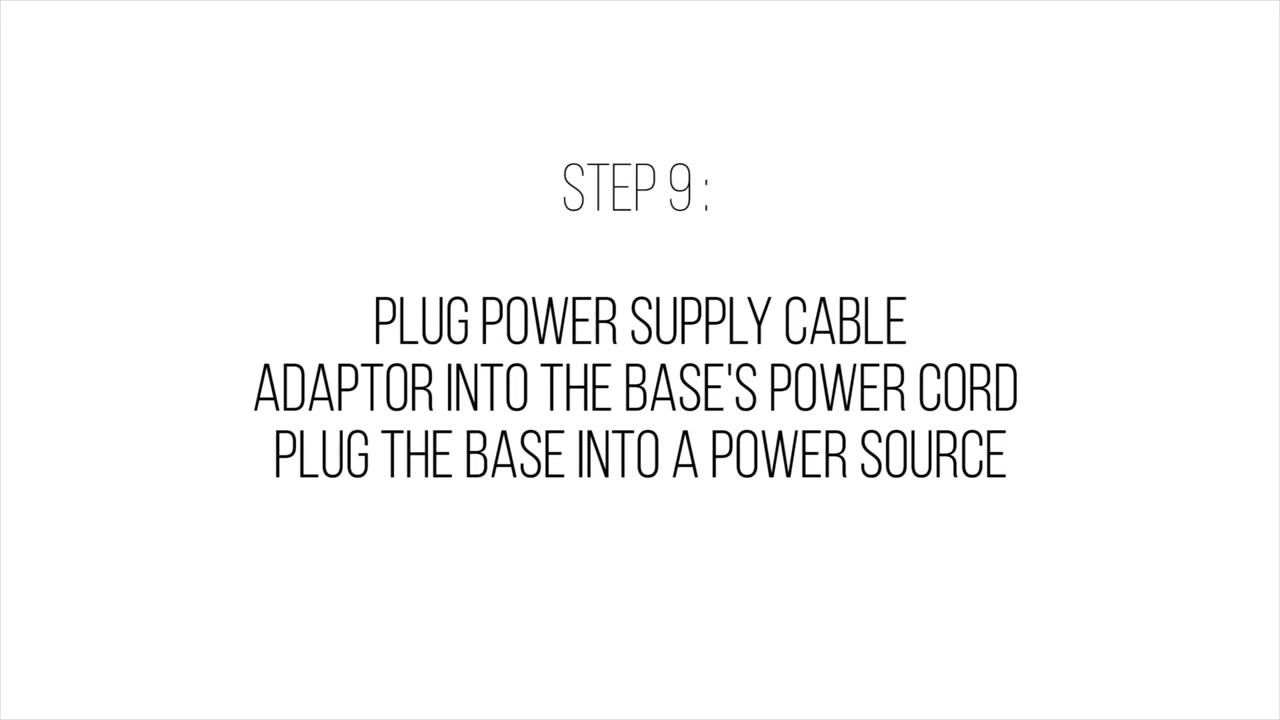 STEP 9 :
PLUG POWER SUPPLY CABLE
ADAPTOR INTO THE BASE'S POWER CORD
PLUG THE BASE INTO A POWER SOURCE